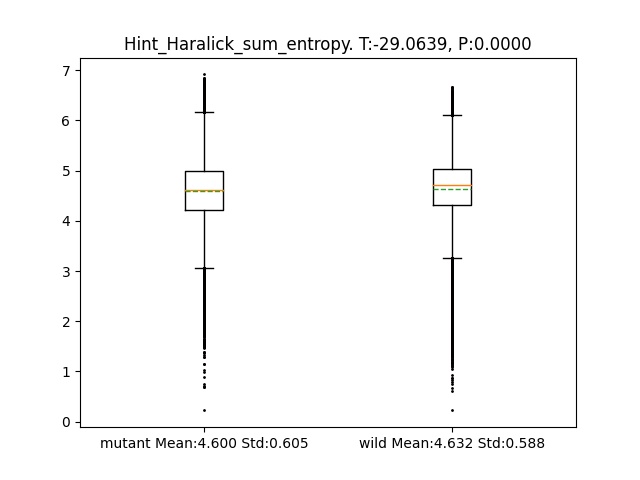 Hint_Haralick_sum_entropy. T:-29.0639, P:0.0000
7
6
5
4
3
2
1
0
mutant Mean:4.600 Std:0.605
wild Mean:4.632 Std:0.588